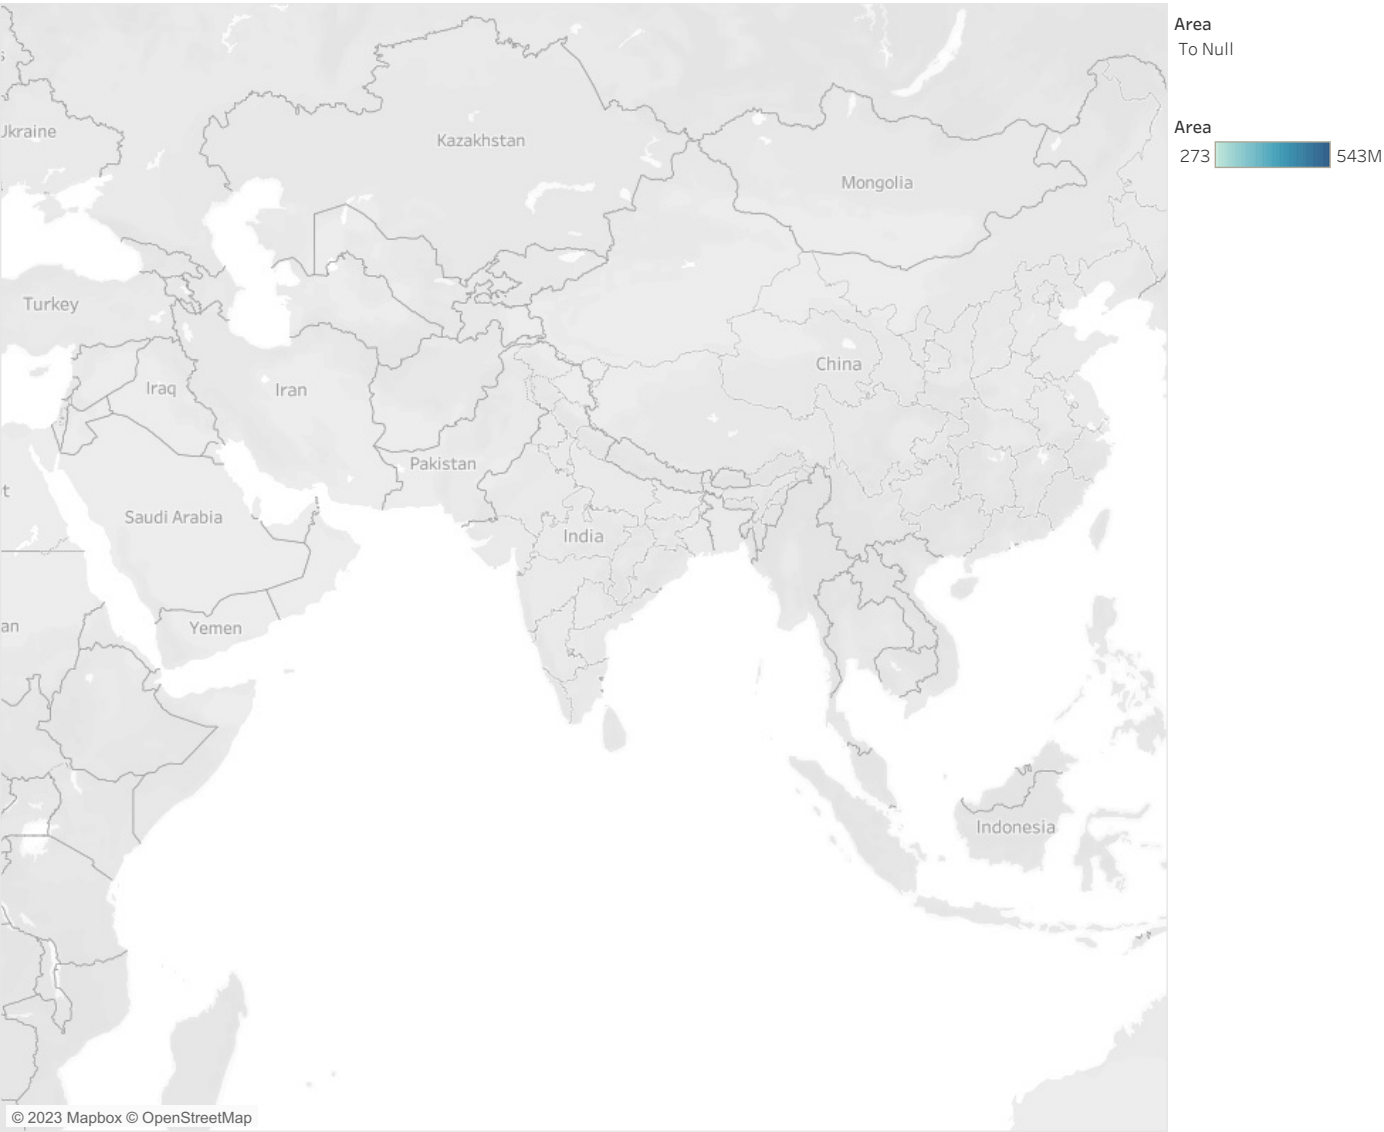 Area
To Null
Area
273 543M
Ukraine
Kazakhstan
Mongolia
Turkey
China
Iraq
Iran
Pakistan
Saudi Arabia
India
Yemen
Indonesia
© 2023 Mapbox © OpenStreetMap